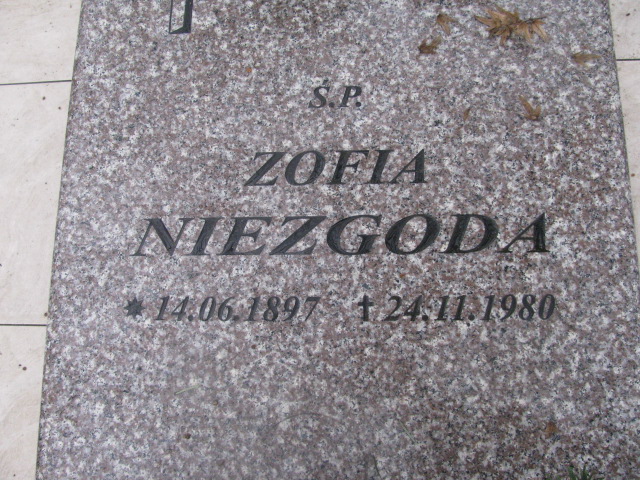 Ś.P.
ZOFIA
NIEZGODA
* 14.06.1897 † 24.11.1980